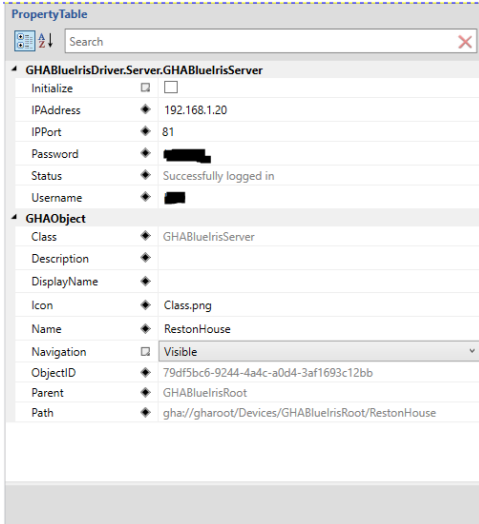 PropertyTable
Search
GHABlueIrisDriver.Server.GHABlueIrisServer
Initialize
IPAddress 192.168.1.20
IPPort 81
Password
Status Successfully logged in
Username
GHAObject
Class GHABlueIrisServer
Description
DisplayName
Icon Class.png
Name RestonHouse
Navigation Visible
ObjectID 79df5bc6-9244-4a4c-a0d4-3af1693c12bb
Parent GHABlueIrisRoot
Path gha://gharoot/Devices/GHABlueIrisRoot/RestonHouse